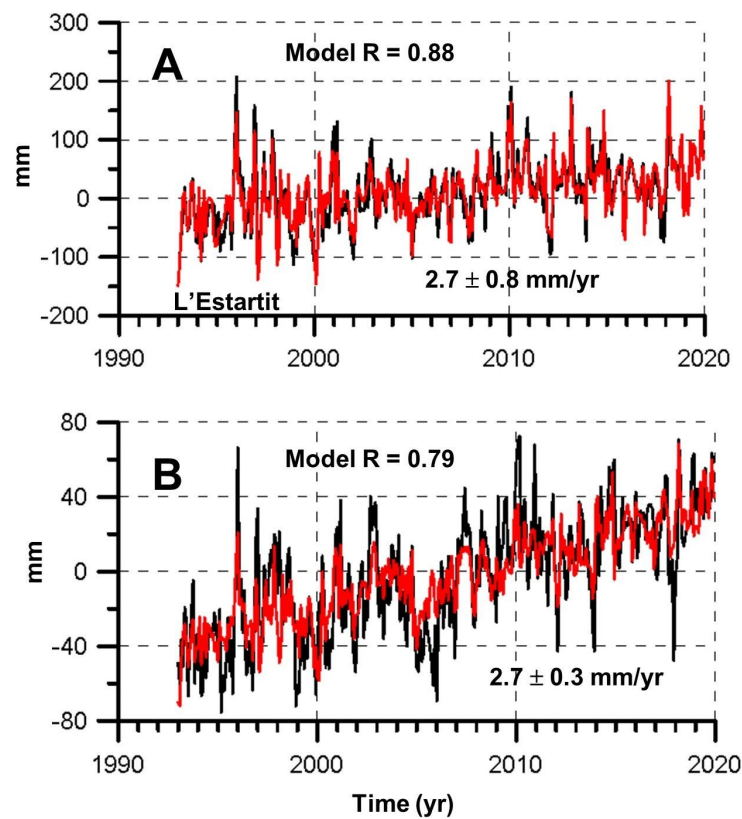 300
A
Model R = 0.88
200
100
mm
0
-100
2.7 ± 0.8 mm/yr
L'Estartit
-200
1990 2000 2010 2020
80
B
Model R = 0.79
40
mm
0
-40
2.7 ± 0.3 mm/yr
-80
1990 2000 2010 2020
Time (yr)